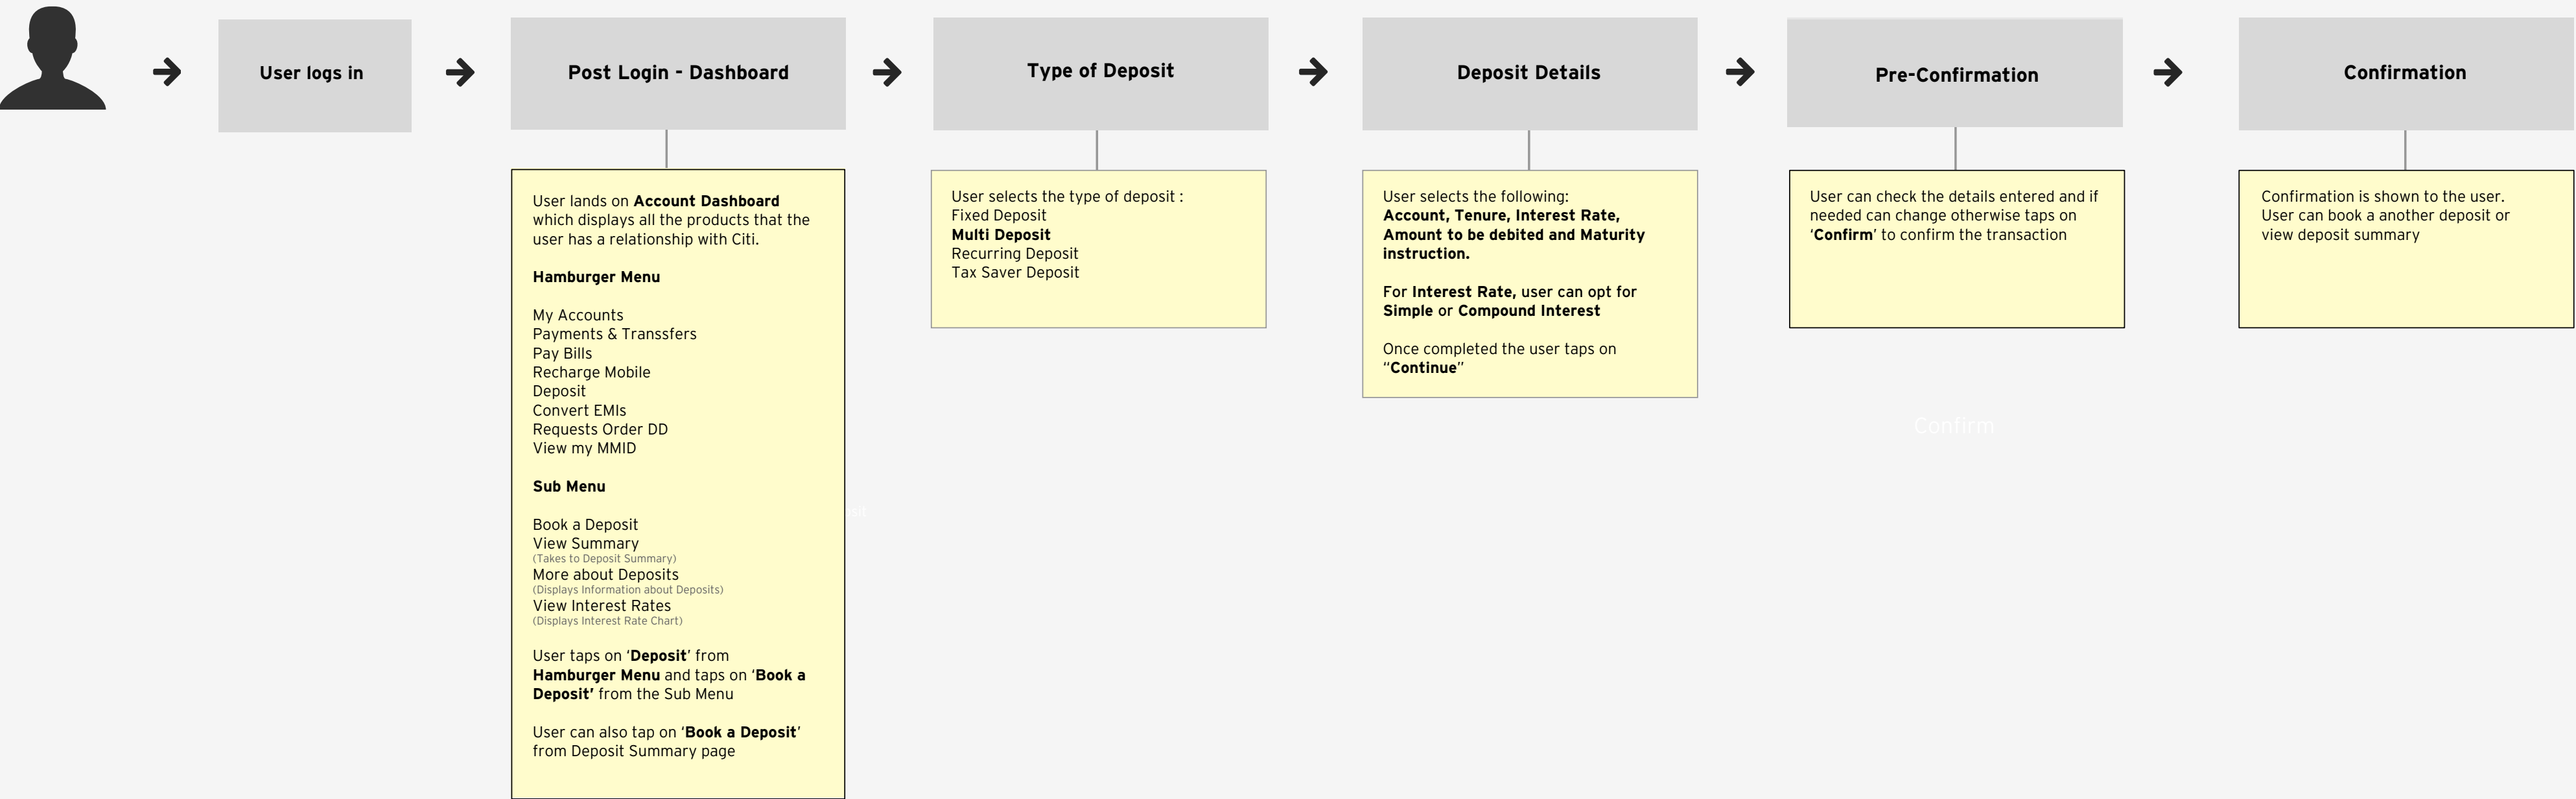 User logs in
Post Login - Dashboard
Type of Deposit
Deposit Details
Pre-Confirmation
Confirmation
User lands on Account Dashboard
which displays all the products that the
user has a relationship with Citi.
Hamburger Menu
My Accounts
Payments & Transsfers
Pay Bills
Recharge Mobile
Deposit
Convert EMIs
Requests Order DD
View my MMID
Sub Menu
Book a Deposit
View Summary
(Takes to Deposit Summary)
More about Deposits
(Displays Information about Deposits)
View Interest Rates
(Displays Interest Rate Chart)
User taps on ‘Deposit’ from
Hamburger Menu and taps on ‘Book a
Deposit’ from the Sub Menu
User can also tap on ‘Book a Deposit’
from Deposit Summary page
User selects the type of deposit :
Fixed Deposit
Multi Deposit
Recurring Deposit
Tax Saver Deposit
User selects the following:
Account, Tenure, Interest Rate,
Amount to be debited and Maturity
instruction.
For Interest Rate, user can opt for
Simple or Compound Interest
Once completed the user taps on
“Continue”
User can check the details entered and if
needed can change otherwise taps on
‘Confirm’ to confirm the transaction
Confirm
Confirmation is shown to the user.
User can book a another deposit or
view deposit summary